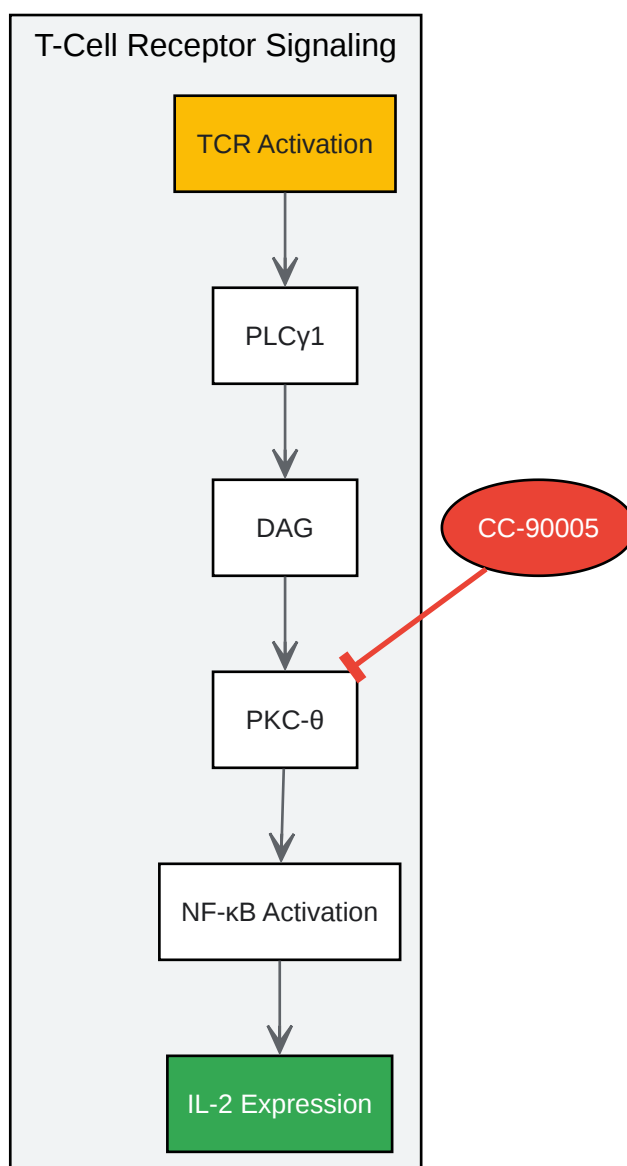 T-Cell Receptor Signaling
TCR Activation
PLCγ1
DAG
CC-90005
PKC-θ
NF-κB Activation
IL-2 Expression